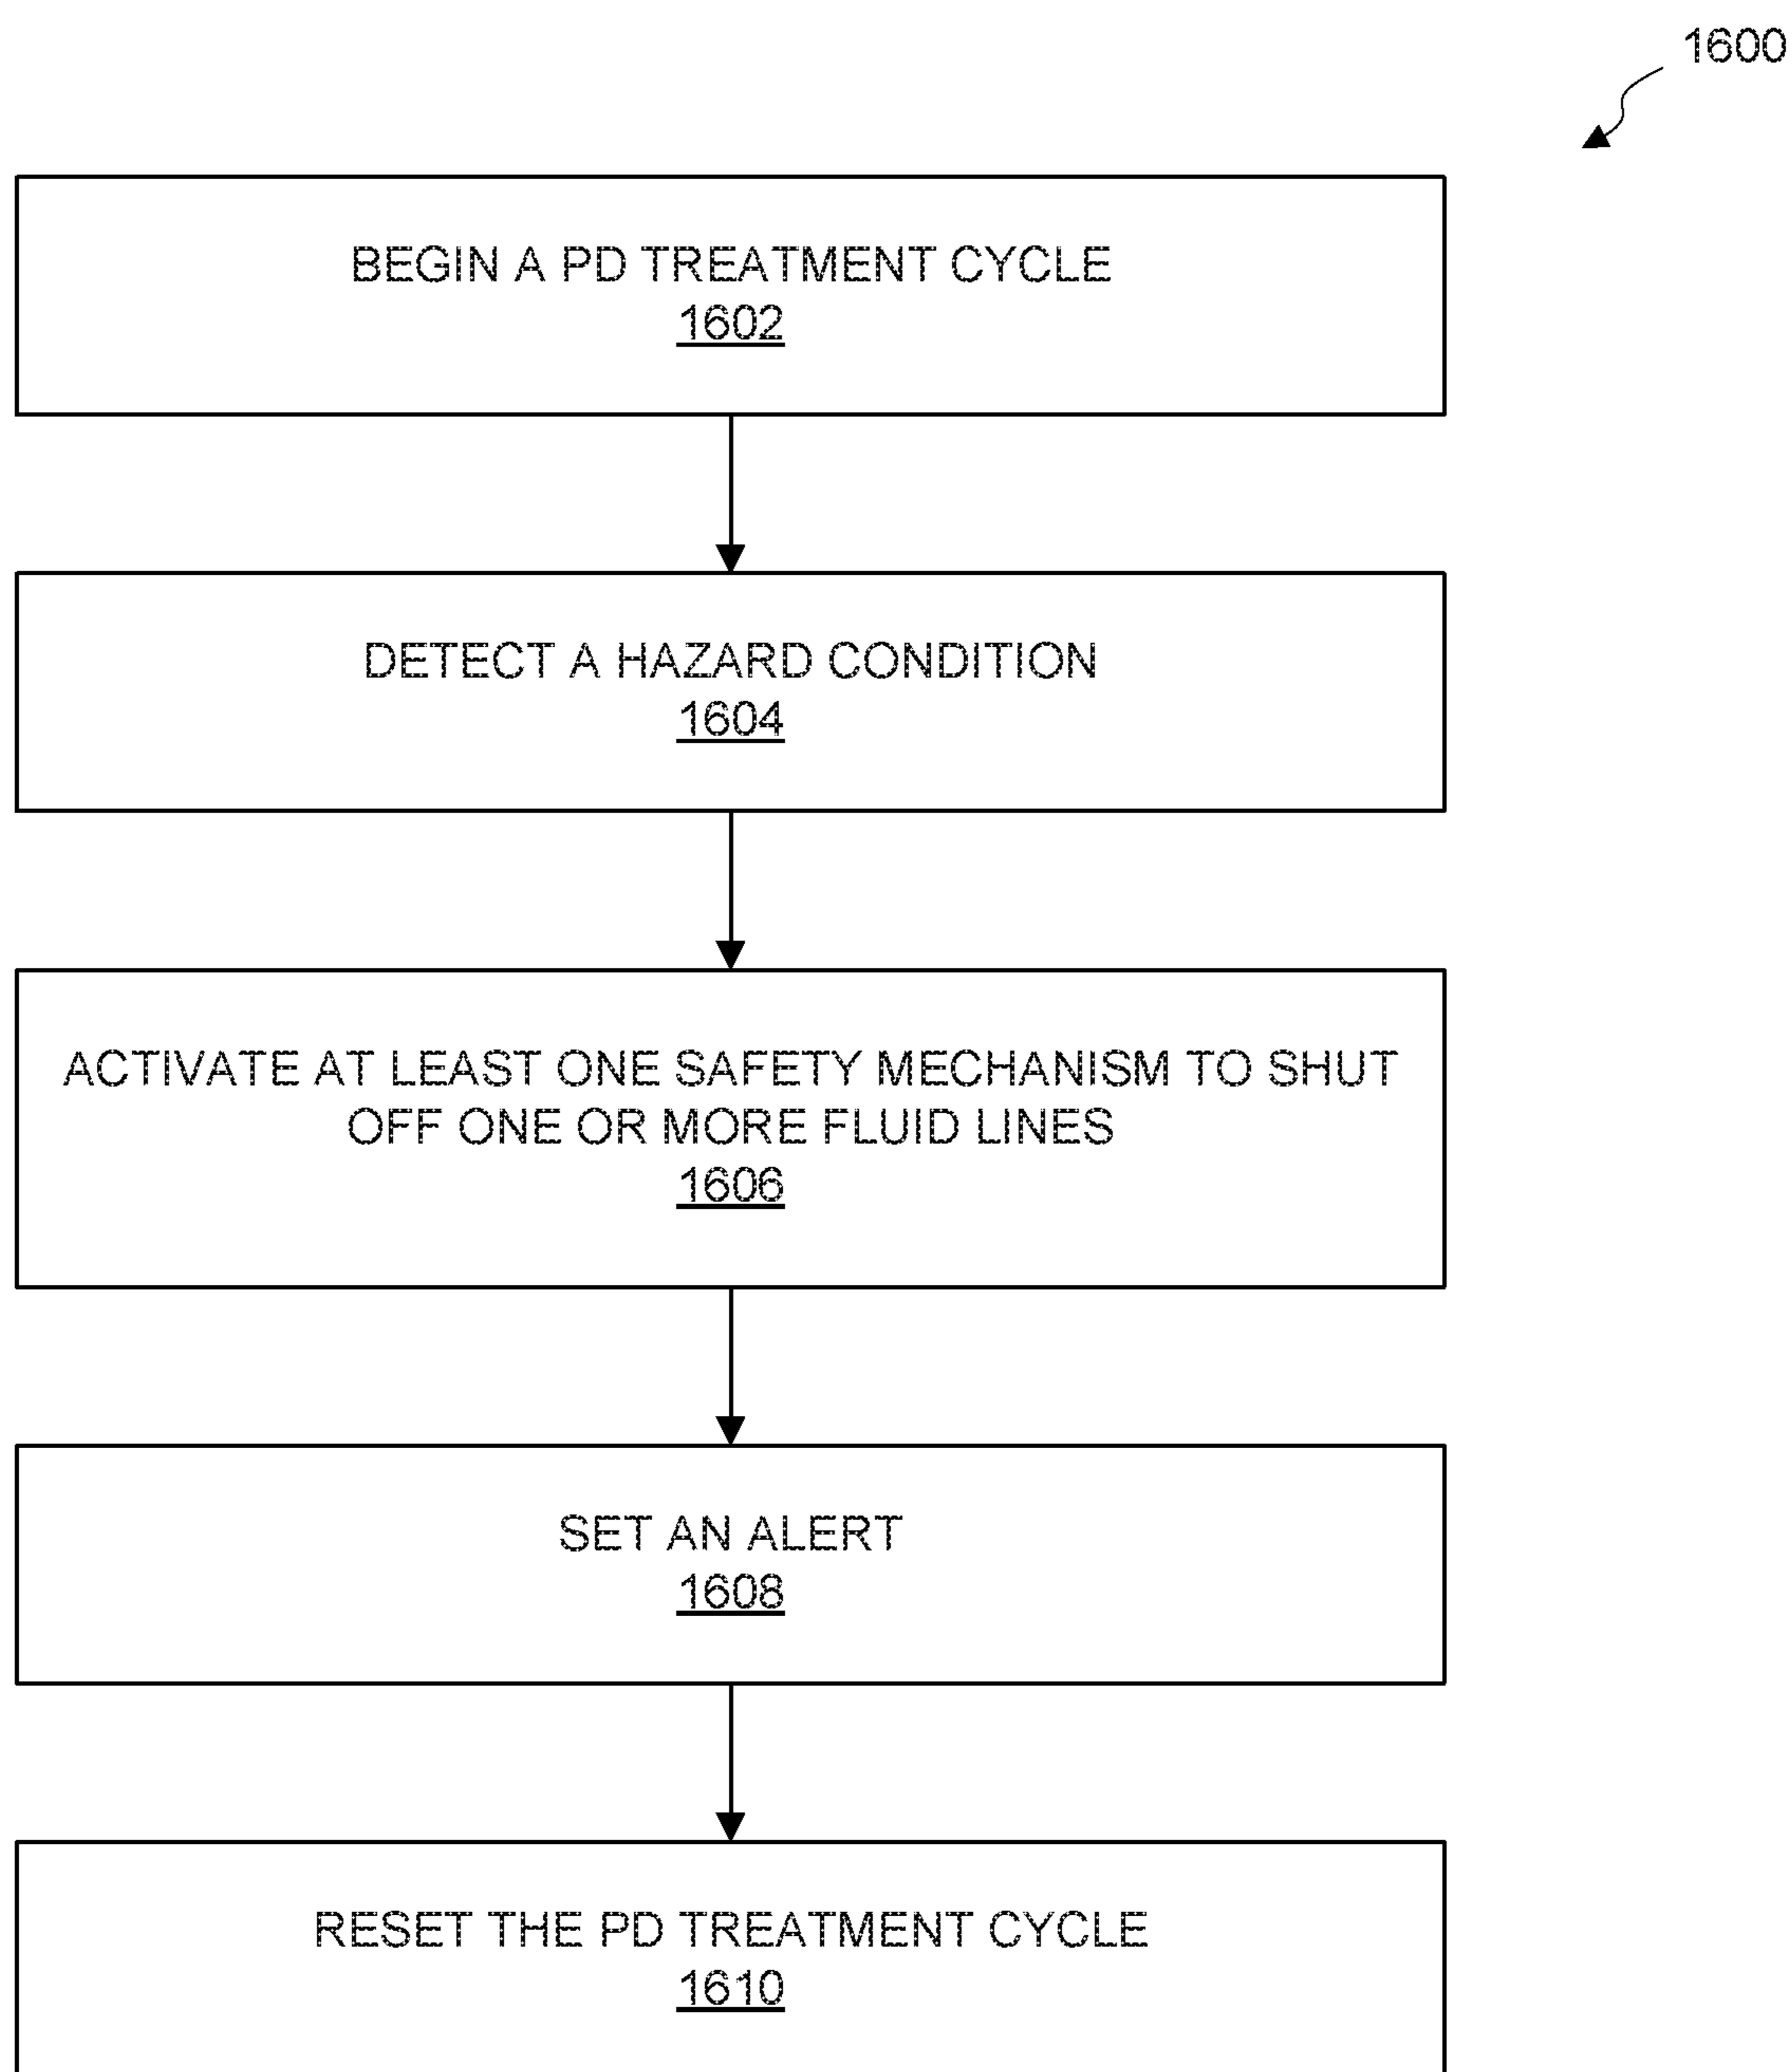 1600
BEGIN A PD TREATMENT CYCLE
1602
DETECT A HAZARD CONDITION
1604
ACTIVATE AT LEAST ONE SAFETY MECHANISM TO SHUT
OFF ONE OR MORE FLUID LINES
1606
SET AN ALERT
1608
RESET THE PD TREATMENT CYCLE
1610